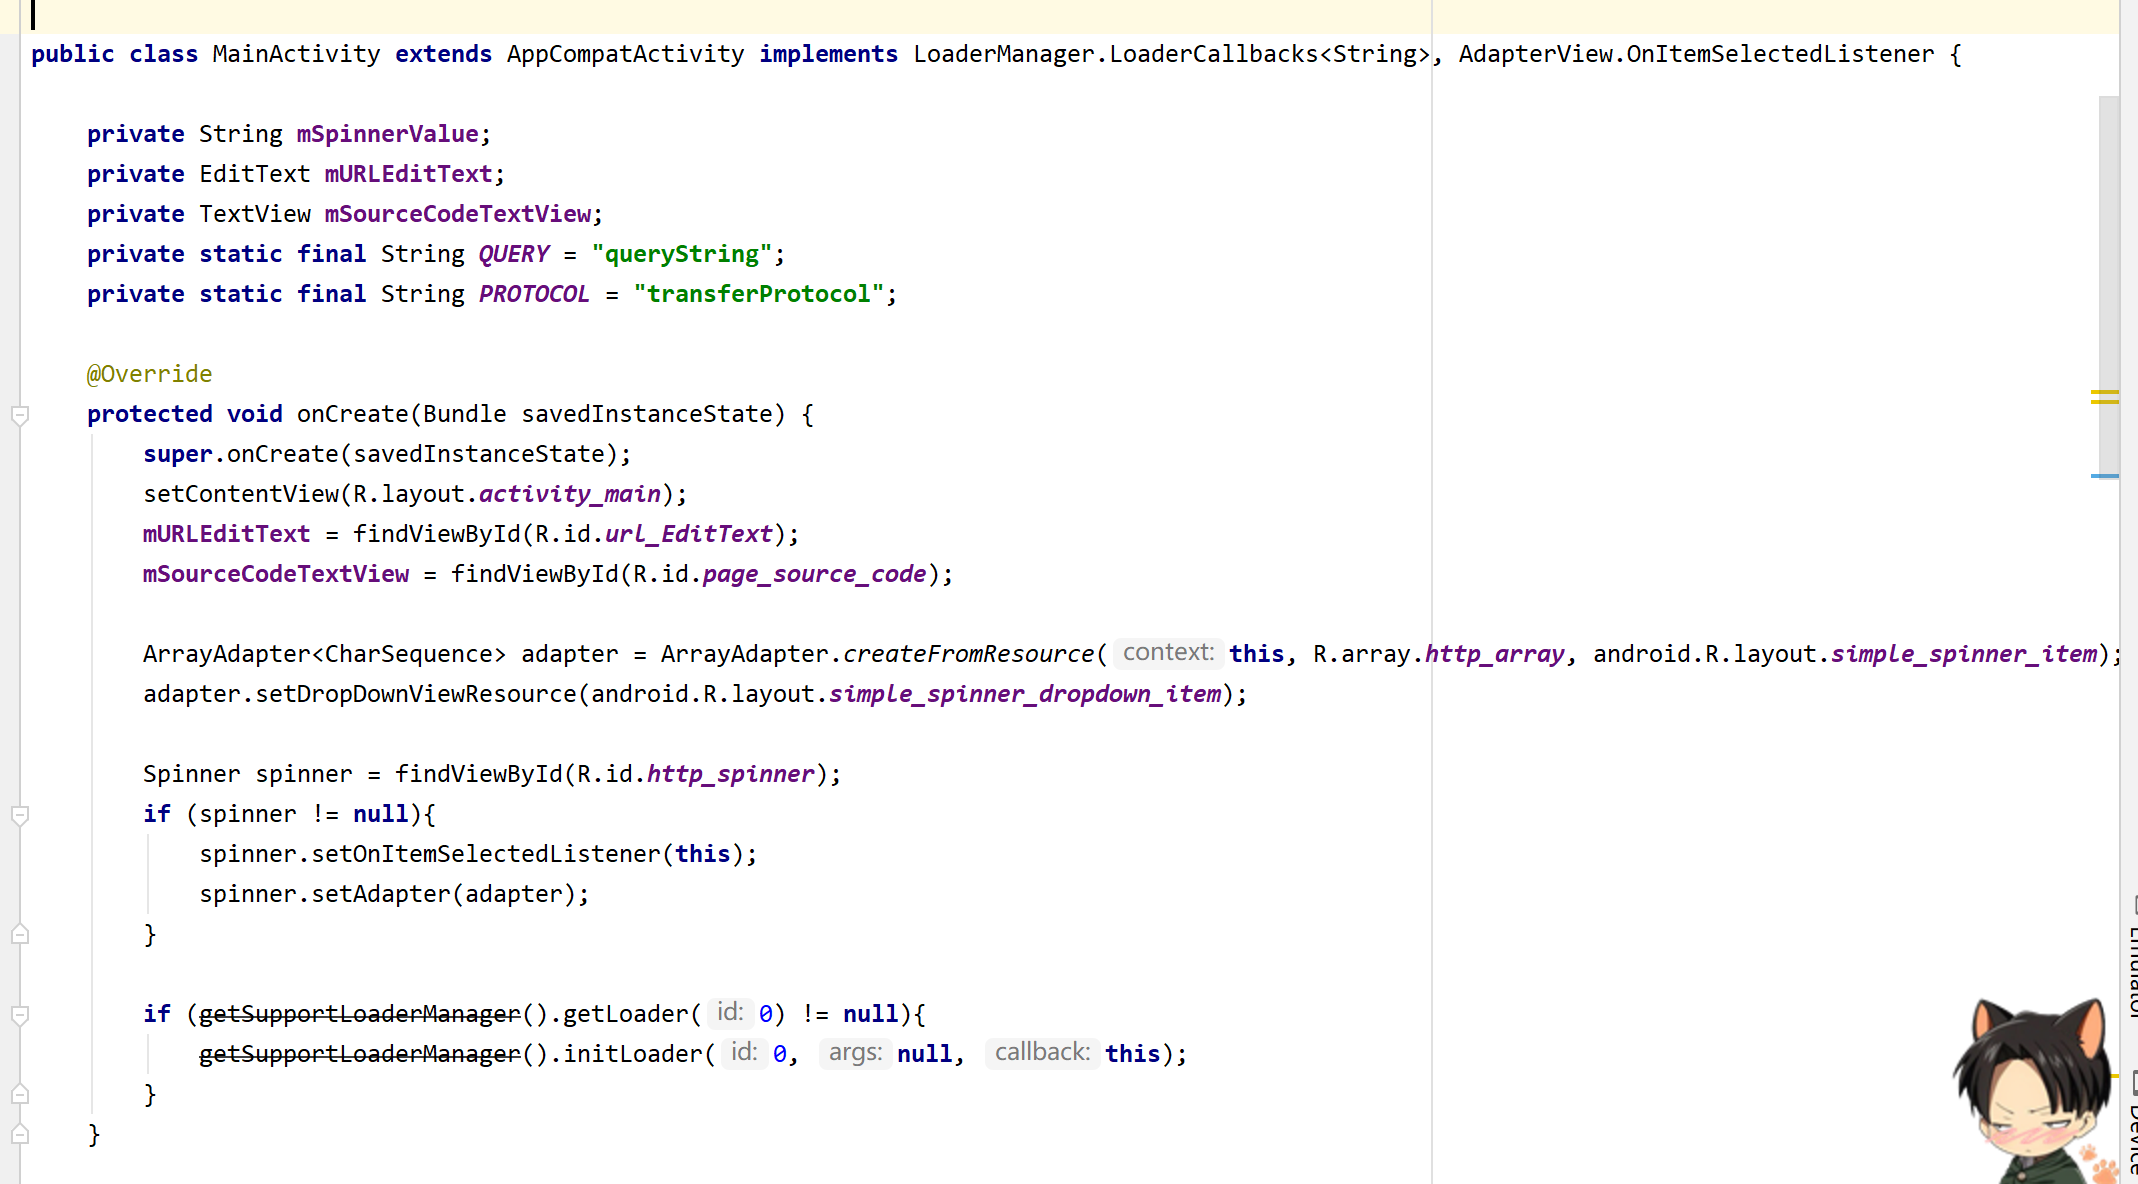 public class MainActivity extends AppCompatActivity implements LoaderManager.LoaderCallbacks<String>, AdapterView.OnItemSelectedListener {
private String mSpinnerValue;
private EditText mURLEditText;
private TextView mSourceCodeTextView;
private static final String QUERY = "queryString";
private static final String PROTOCOL = "transferProtocol";
@Override
protected void onCreate(Bundle savedInstanceState) {
super.onCreate(savedInstanceState);
setContentView(R.layout.activity_main);
mURLEditText = findViewById(R.id.url_EditText);
mSourceCodeTextView = findViewById(R.id.page_source_code);
ArrayAdapter<CharSequence> adapter = ArrayAdapter.createFromResource( context: this, R.array.http_array, android.R.layout.simple_spinner_item);
adapter.setDropDownViewResource(android.R.layout.simple_spinner_dropdown_item);
Spinner spinner = findViewById(R.id.http_spinner);
if (spinner != null){
spinner.setOnItemSelectedListener(this);
spinner.setAdapter(adapter);
}
if (getSupportLoaderManager().getLoader( id: 0) != null){
getSupportLoaderManager().initLoader( id: 0, args: null, callback: this);
}
}